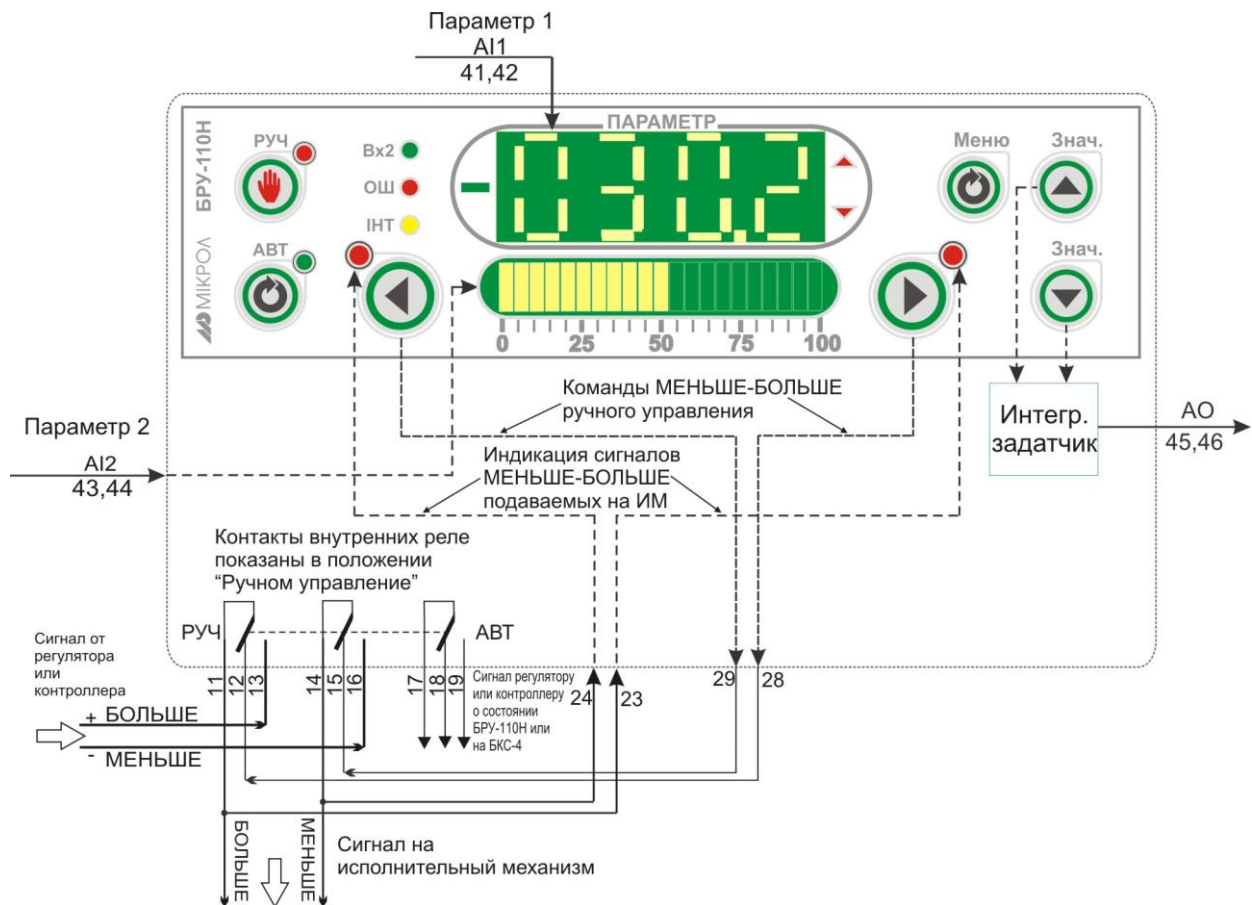 Параметр 1
AI1
41,42
ПАРАМЕТР
БРУ-110Н
МІКРОЛ
РУЧ
Вх2
ОШ
ІНТ
АВТ
030.2
Меню
Знач.
Знач.
0 25 50 75 100
Команды МЕНЬШЕ-БОЛЬШЕ
ручного управления
Интегр.
задатчик
AO
45,46
Параметр 2
AI2
43,44
Индикация сигналов
МЕНЬШЕ-БОЛЬШЕ
подаваемых на ИМ
Контакты внутренних реле
показаны в положении
“Ручном управление”
РУЧ
АВТ
Сигнал от
регулятора
или
контроллера
+ БОЛЬШЕ
- МЕНЬШЕ
11 12 13 14 15 16 17 18 19
Сигнал регулятору
или контроллеру
о состоянии
БРУ-110Н или
на БКС-4
24 23 29 28
БОЛЬШЕ
МЕНЬШЕ
Сигнал на
исполнительный механизм